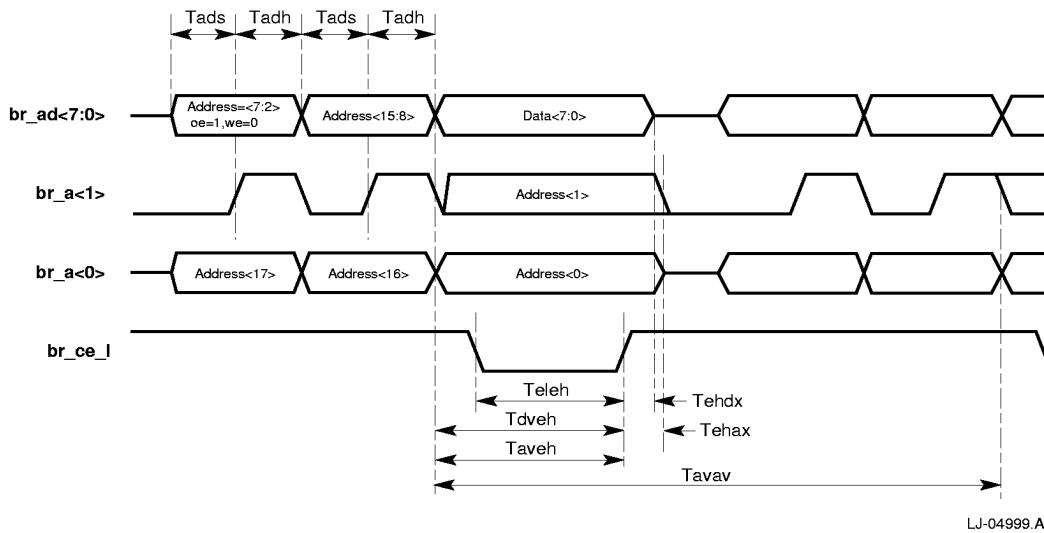 Tads Tadh Tads Tadh
br_ad<7:0>
Address=<7:2>
oe=1,we=0
Address<15:8>
Data<7:0>
br_a<1>
Address<1>
br_a<0>
Address<17>
Address<16>
Address<0>
br_ce_l
Teleh
Tehdx
Tdveh
Tehax
Taveh
Tavav
LJ-04999.A